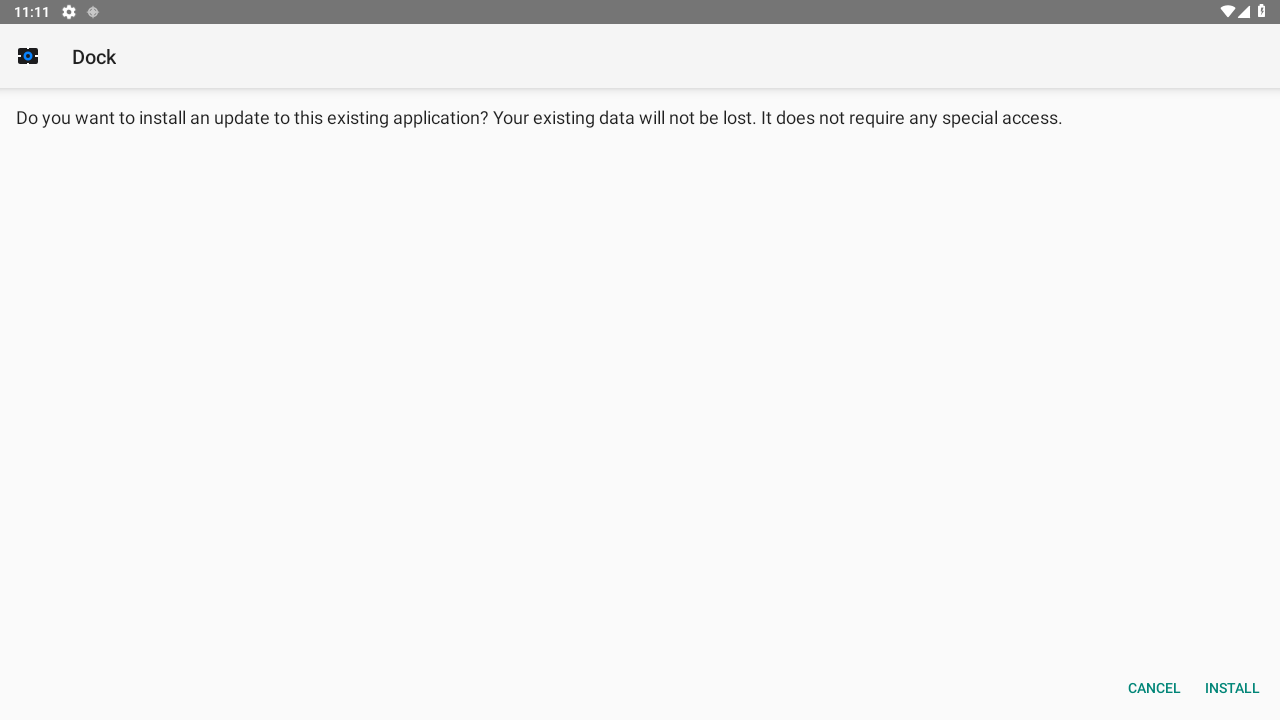 11:11
Dock
Do you want to install an update to this existing application? Your existing data will not be lost. It does not require any special access.
CANCEL INSTALL